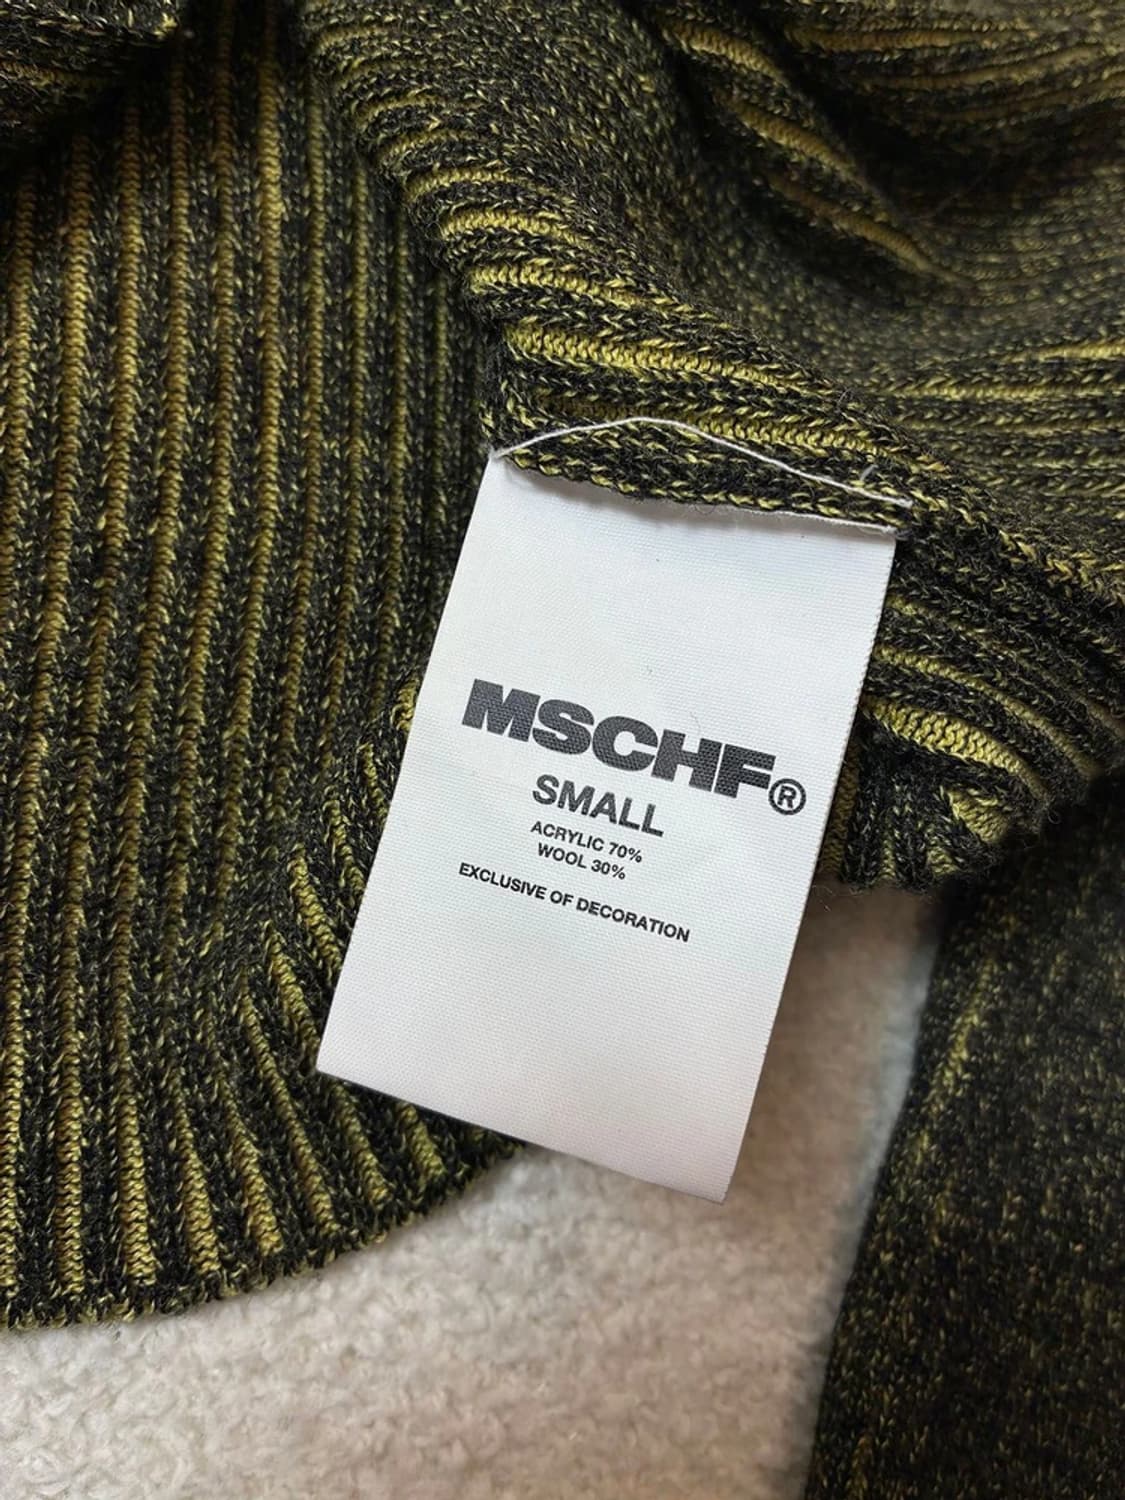 MSCHF®
SMALL
ACRYLIC 70%
WOOL 30%
EXCLUSIVE OF DECORATION